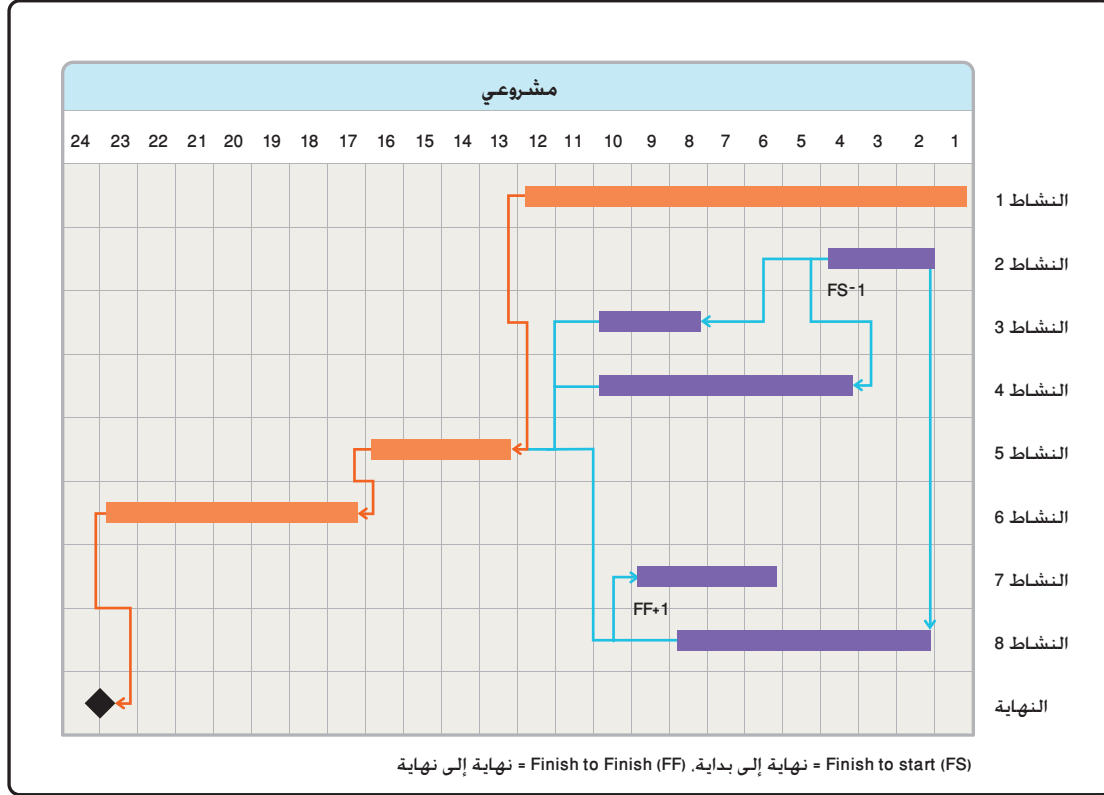 مشروعي
1 2 3 4 5 6 7 8 9 10 11 12 13 14 15 16 17 18 19 20 21 22 23 24
النشاط 1
النشاط 2
FS-1
النشاط 3
النشاط 4
النشاط 5
النشاط 6
النشاط 7
FF+1
النشاط 8
النهاية
Finish to start (FS) = نهاية إلى بداية. Finish to Finish (FF) = نهاية إلى نهاية